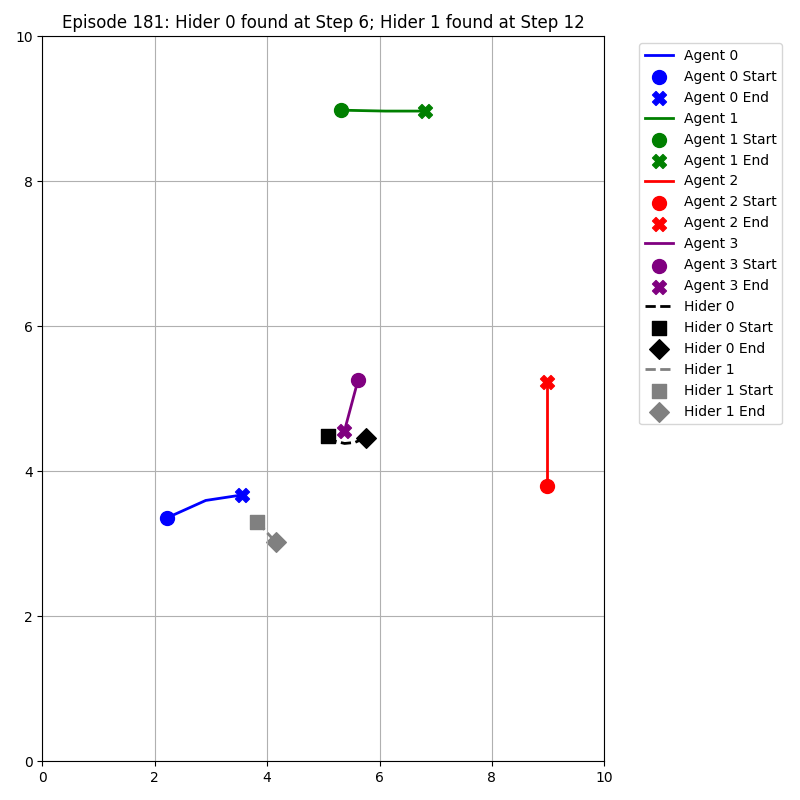 Episode 181: Hider 0 found at Step 6; Hider 1 found at Step 12
10
8
6
4
2
0
0 2 4 6 8 10
Agent 0
Agent 0 Start
Agent 0 End
Agent 1
Agent 1 Start
Agent 1 End
Agent 2
Agent 2 Start
Agent 2 End
Agent 3
Agent 3 Start
Agent 3 End
Hider 0
Hider 0 Start
Hider 0 End
Hider 1
Hider 1 Start
Hider 1 End